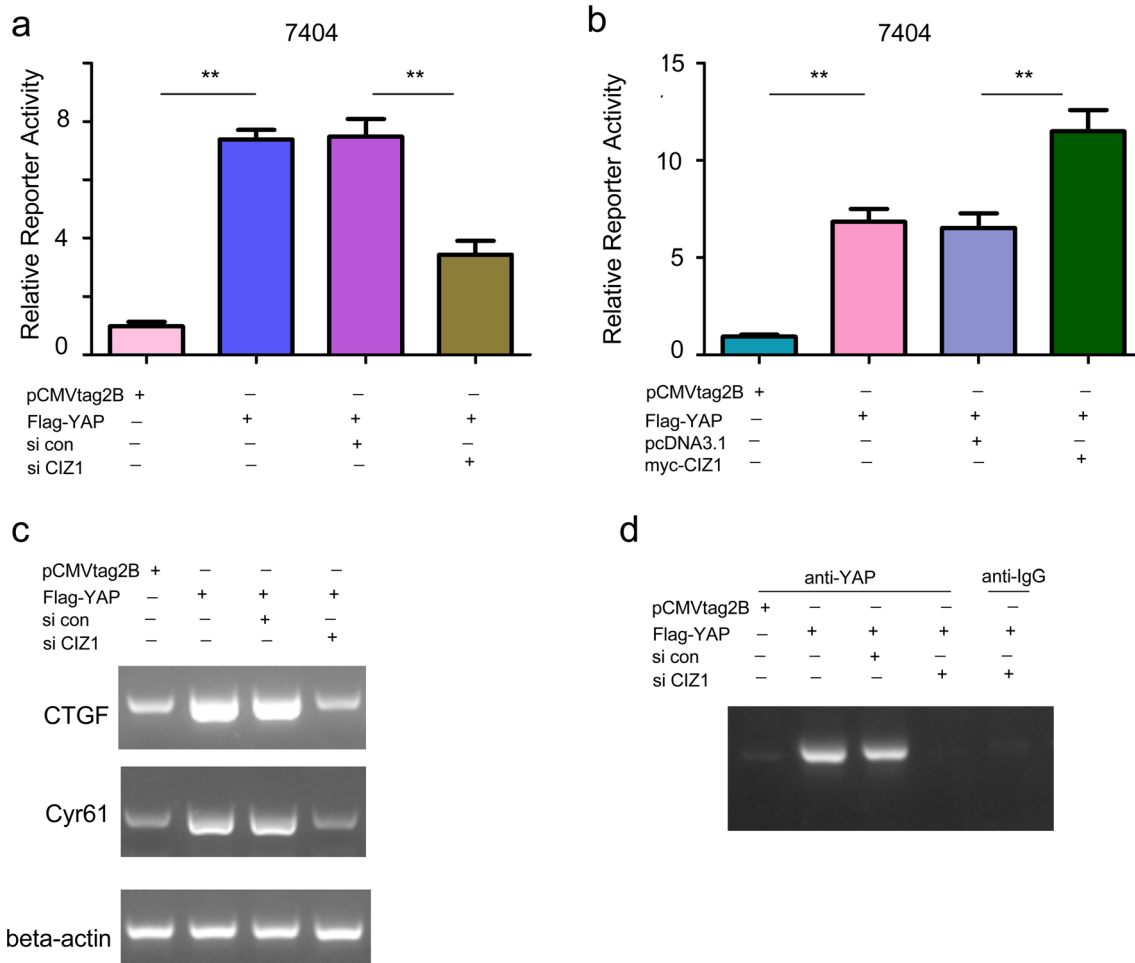 a
7404
Relative Reporter Activity
8
4
0
** **
pCMVtag2B + – – –
Flag-YAP – + + +
si con – – + –
si CIZ1 – – – +
b
7404
Relative Reporter Activity
15
10
5
0
** **
pCMVtag2B + – – –
Flag-YAP – + + +
pcDNA3.1 – – + –
myc-CIZ1 – – – +
c
pCMVtag2B + – – –
Flag-YAP – + + +
si con – – + –
si CIZ1 – – – +
CTGF
Cyr61
beta-actin
d
anti-YAP anti-IgG
pCMVtag2B + – – – –
Flag-YAP – + + + +
si con – – + – –
si CIZ1 – – – + +